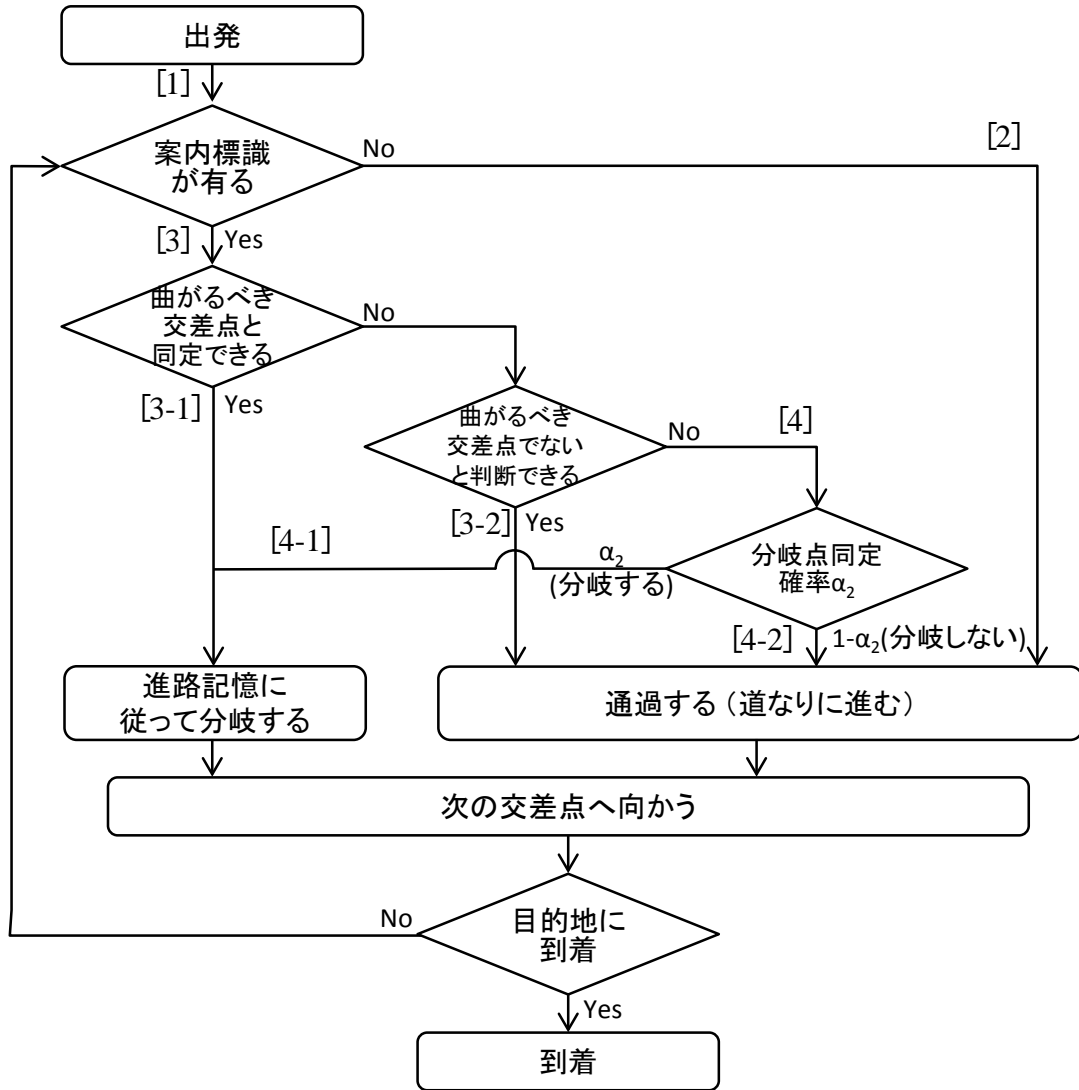 出発
[1]
案内標識
が有る
No
[2]
[3]
Yes
曲がるべき
交差点と
同定できる
No
[3-1]
Yes
曲がるべき
交差点でない
と判断できる
No
[4]
[3-2]
Yes
[4-1]
α₂
(分岐する)
分岐点同定
確率α₂
[4-2]
1-α₂(分岐しない)
進路記憶に
従って分岐する
通過する（道なりに進む）
次の交差点へ向かう
目的地に
到着
No
Yes
到着